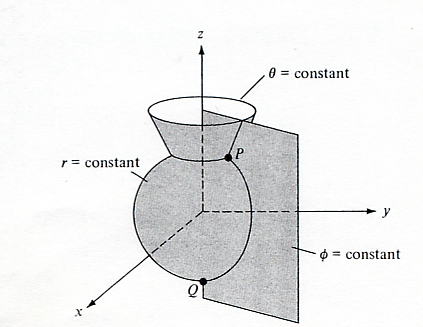 z
θ = constant
P
r = constant
y
ϕ = constant
Q
x